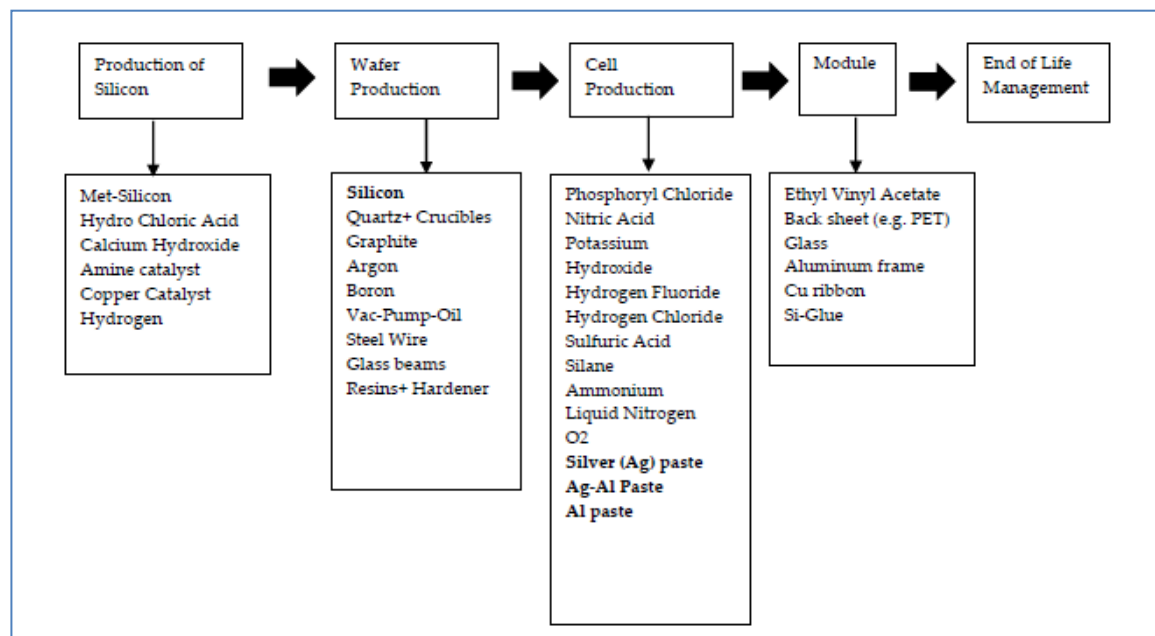 Production of
Silicon
Wafer
Production
Cell
Production
Module
End of Life
Management
Met-Silicon
Hydro Chloric Acid
Calcium Hydroxide
Amine catalyst
Copper Catalyst
Hydrogen
Silicon
Quartz+ Crucibles
Graphite
Argon
Boron
Vac-Pump-Oil
Steel Wire
Glass beams
Resins+ Hardener
Phosphoryl Chloride
Nitric Acid
Potassium
Hydroxide
Hydrogen Fluoride
Hydrogen Chloride
Sulfuric Acid
Silane
Ammonium
Liquid Nitrogen
O2
Silver (Ag) paste
Ag-Al Paste
Al paste
Ethyl Vinyl Acetate
Back sheet (e.g. PET)
Glass
Aluminum frame
Cu ribbon
Si-Glue